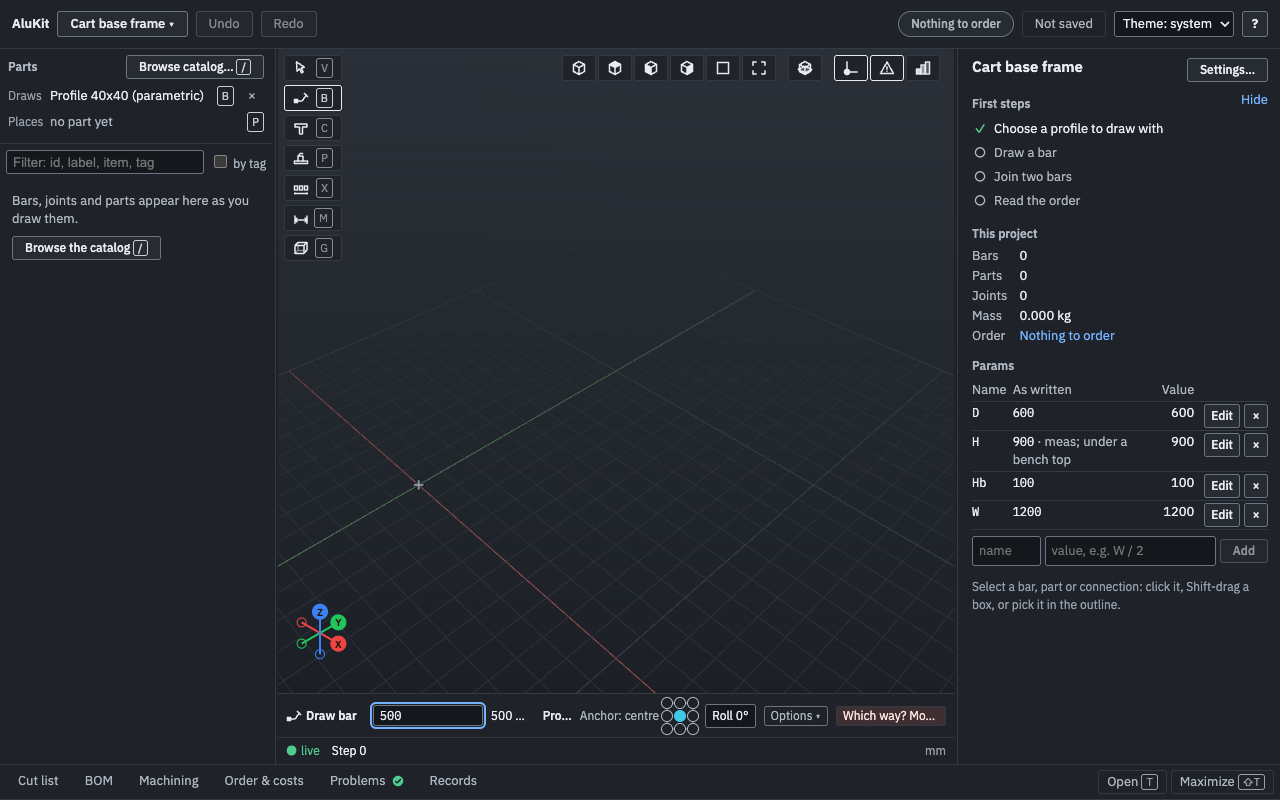 AluKit Cart base frame ▾ Undo Redo Nothing to order Not saved Theme: system ?
Parts Browse catalog... /
Draws Profile 40x40 (parametric) B ×
Places no part yet P
Filter: id, label, item, tag by tag
Bars, joints and parts appear here as you
draw them.
Browse the catalog /
V
B
C
P
X
M
G
Z
Y
X
Draw bar 500 500 ... Pro... Anchor: centre Roll 0° Options ▾ Which way? Mo...
live Step 0 mm
Cart base frame Settings...
First steps Hide
Choose a profile to draw with
Draw a bar
Join two bars
Read the order
This project
Bars 0
Parts 0
Joints 0
Mass 0.000 kg
Order Nothing to order
Params
Name As written Value
D 600 600 Edit ×
H 900 · meas; under a 900 Edit ×
bench top
Hb 100 100 Edit ×
W 1200 1200 Edit ×
name value, e.g. W / 2 Add
Select a bar, part or connection: click it, Shift-drag a
box, or pick it in the outline.
Cut list BOM Machining Order & costs Problems Records Open T Maximize ⇧T